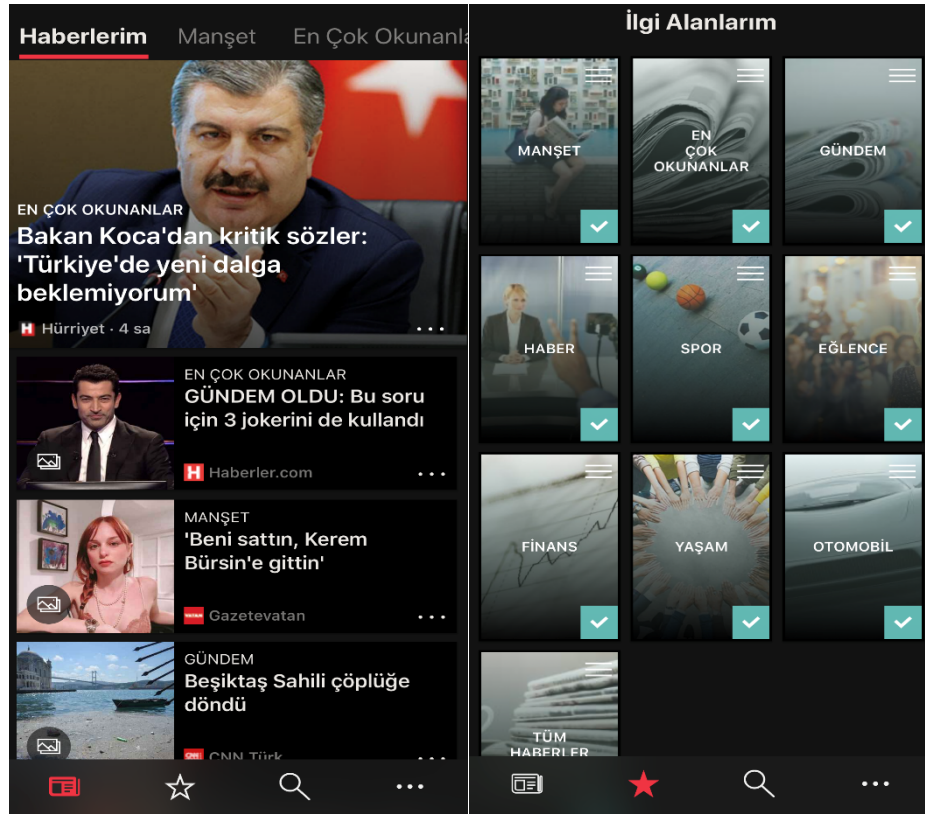 Haberlerim Manşet En Çok Okunanla
EN ÇOK OKUNANLAR
Bakan Koca'dan kritik sözler:
'Türkiye'de yeni dalga
beklemiyorum'
H Hürriyet · 4 sa
EN ÇOK OKUNANLAR
GÜNDEM OLDU: Bu soru
için 3 jokerini de kullandı
H Haberler.com
MANŞET
'Beni sattın, Kerem
Bürsin'e gittin'
Gazetevatan
GÜNDEM
Beşiktaş Sahili çöplüğe
döndü
CNN Türk
İlgi Alanlarım
MANŞET
EN
ÇOK
OKUNANLAR
GÜNDEM
HABER
SPOR
EĞLENCE
FİNANS
YAŞAM
OTOMOBİL
TÜM
HABERLER